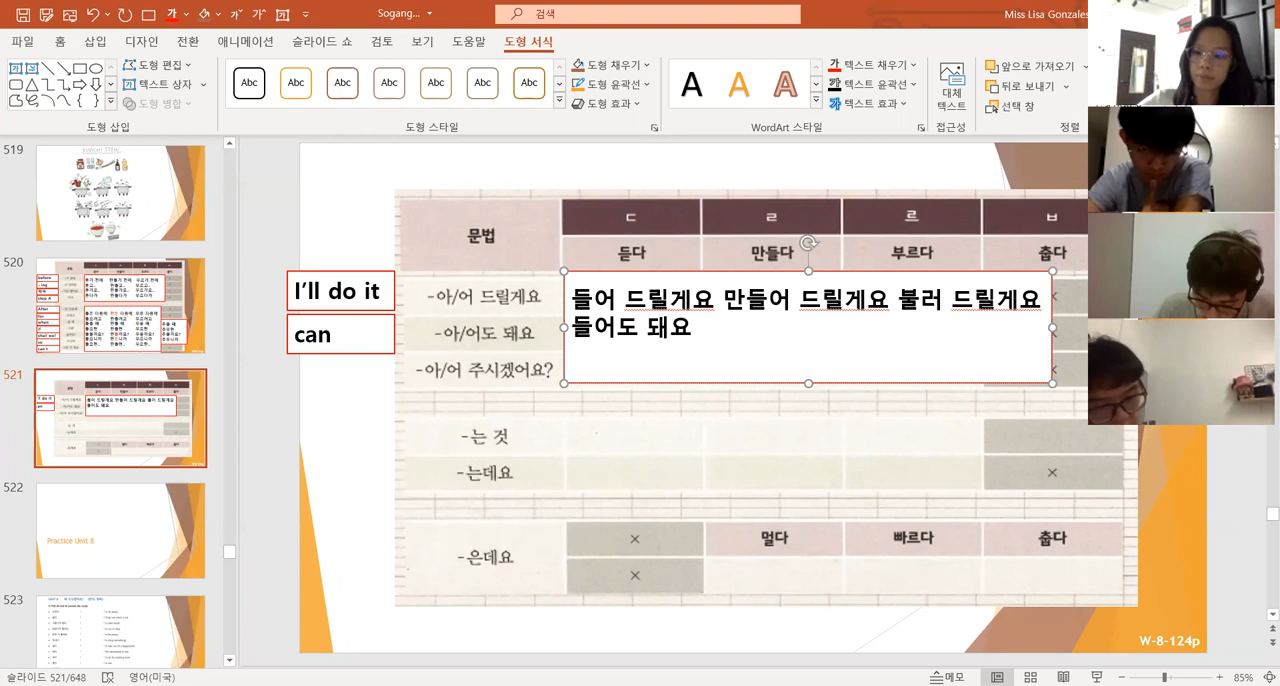 Sogang...
검색
Miss Lisa Gonzales
파일 홈 삽입 디자인 전환 애니메이션 슬라이드 쇼 검토 보기 도움말 도형 서식
도형 편집
텍스트 상자
도형 병합
도형 삽입
Abc Abc Abc Abc Abc Abc Abc
도형 채우기
도형 윤곽선
도형 효과
도형 스타일
A A A
텍스트 채우기
텍스트 윤곽선
텍스트 효과
WordArt 스타일
대체
텍스트
접근성
앞으로 가져오기
뒤로 보내기
선택 창
정렬
519
520
521
522
Practice Unit 8
523
문법 ㄷ ㄹ 르 ㅂ
듣다 만들다 부르다 춥다
I'll do it
can
-아/어 드릴게요
-아/어도 돼요
-아/어 주시겠어요?
들어 드릴게요 만들어 드릴게요 불러 드릴게요
들어도 돼요
-는 것
-는데요 ×
-은데요 × 멀다 빠르다 춥다
×
W-8-124p
슬라이드 521/648 영어(미국) 메모 85%